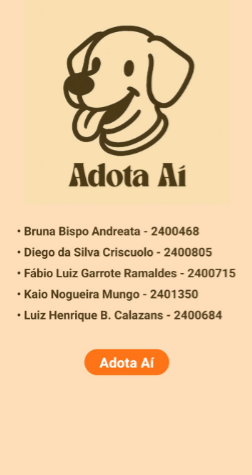 Adota Aí
• Bruna Bispo Andreata - 2400468
• Diego da Silva Criscuolo - 2400805
• Fábio Luiz Garrote Ramaldes - 2400715
• Kaio Nogueira Mungo - 2401350
• Luiz Henrique B. Calazans - 2400684
Adota Aí